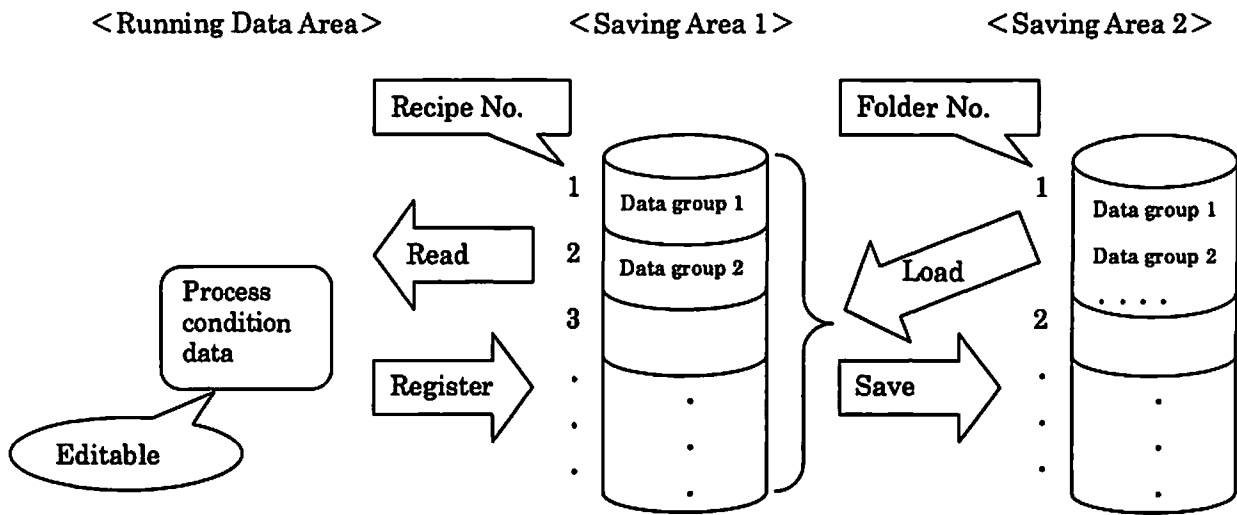 <Running Data Area>
<Saving Area 1>
<Saving Area 2>
Recipe No.
Folder No.
1
Data group 1
2
Data group 2
3
.
.
.
.
.
.
Read
Register
Process
condition
data
Editable
Load
Save
1
Data group 1
Data group 2
. . . .
2
.
.
.
.
.
.